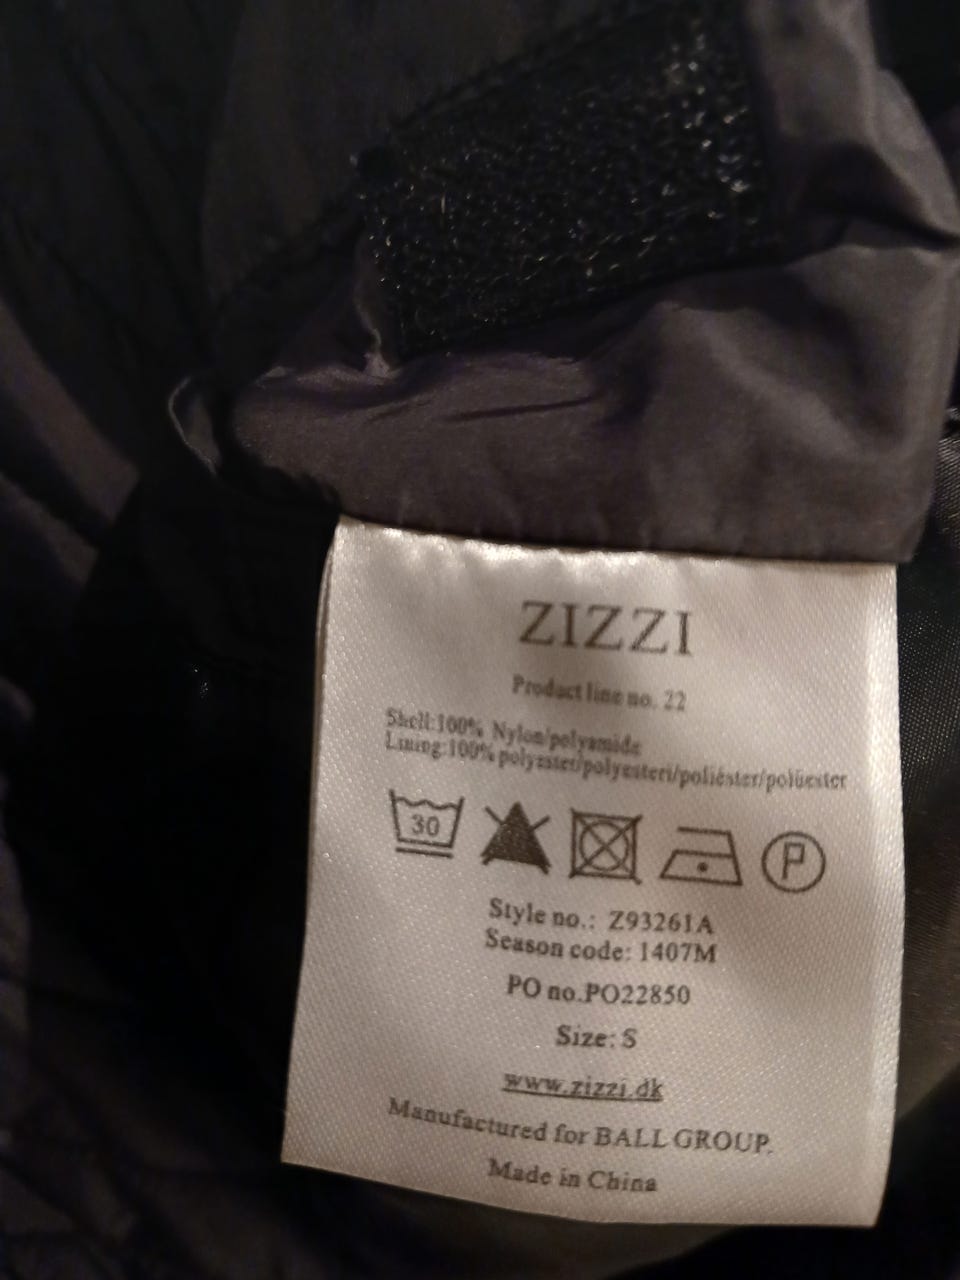 ZIZZI
Product line no. 22
Shell:100% Nylon/polyamide
Lining:100% polyester/polyesteri/poliéster/poliüester
30
P
Style no.: Z93261A
Season code: 1407M
PO no.PO22850
Size: S
www.zizzi.dk
Manufactured for BALL GROUP.
Made in China